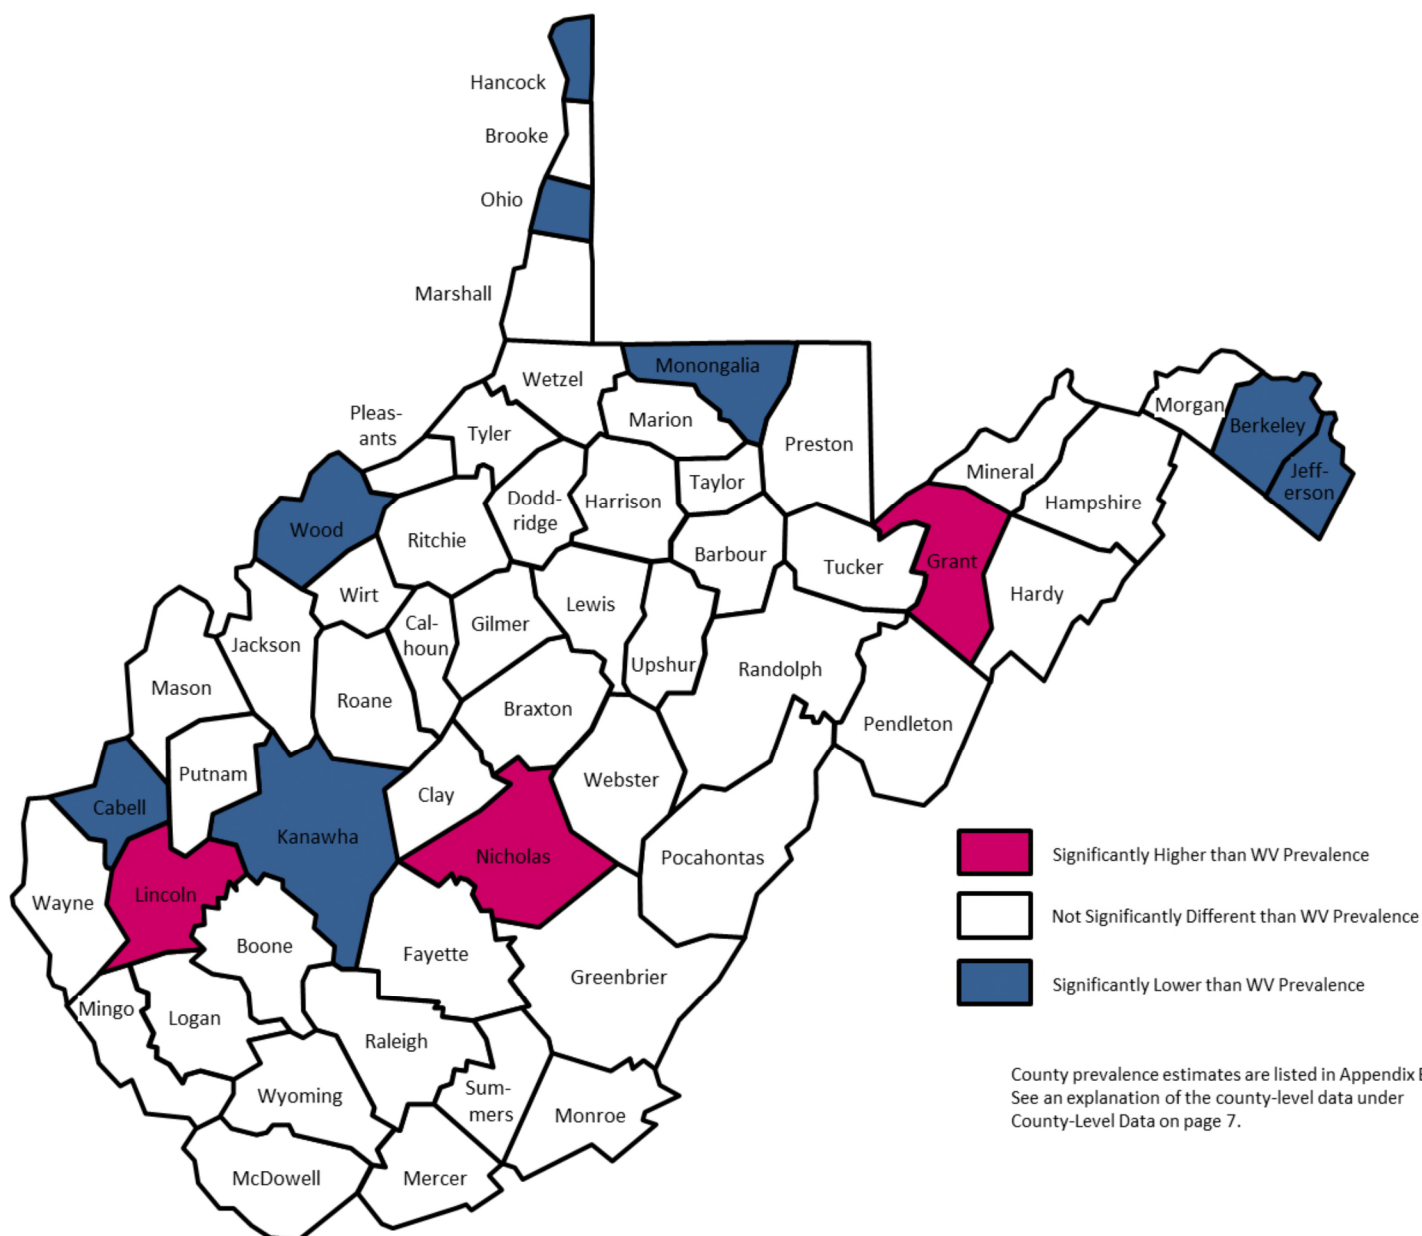 Hancock
Brooke
Ohio
Marshall
Monongalia
Wetzel
Pleas-
ants
Marion
Tyler
Preston
Morgan
Berkeley
Jeff-
erson
Mineral
Hampshire
Taylor
Dodd-
ridge
Harrison
Wood
Ritchie
Barbour
Tucker
Grant
Hardy
Wirt
Lewis
Cal-
houn
Gilmer
Jackson
Upshur
Randolph
Mason
Roane
Braxton
Pendleton
Putnam
Webster
Clay
Cabell
Kanawha
Nicholas
Pocahontas
Lincoln
Wayne
Boone
Fayette
Greenbrier
Mingo
Logan
Raleigh
Wyoming
Sum-
mers
Monroe
McDowell
Mercer
Significantly Higher than WV Prevalence
Not Significantly Different than WV Prevalence
Significantly Lower than WV Prevalence
County prevalence estimates are listed in Appendix
See an explanation of the county-level data under
County-Level Data on page 7.